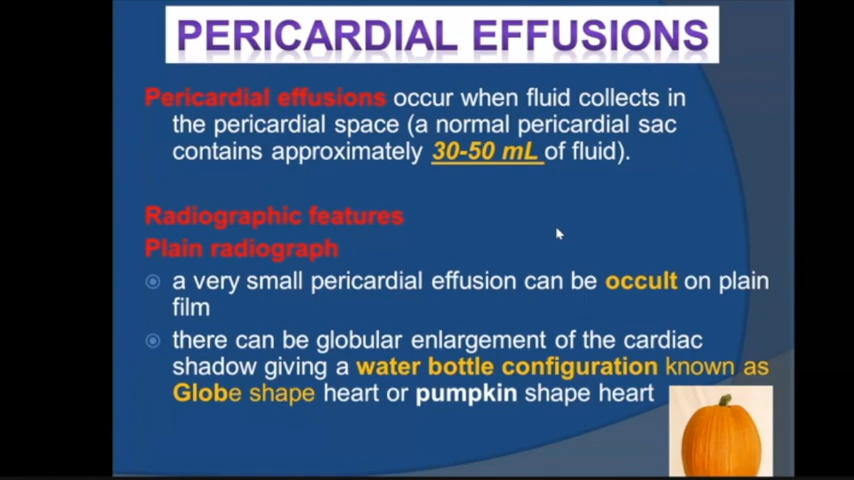 PERICARDIAL EFFUSIONS
Pericardial effusions occur when fluid collects in
the pericardial space (a normal pericardial sac
contains approximately 30-50 mL of fluid).
Radiographic features
Plain radiograph
a very small pericardial effusion can be occult on plain
film
there can be globular enlargement of the cardiac
shadow giving a water bottle configuration known as
Globe shape heart or pumpkin shape heart